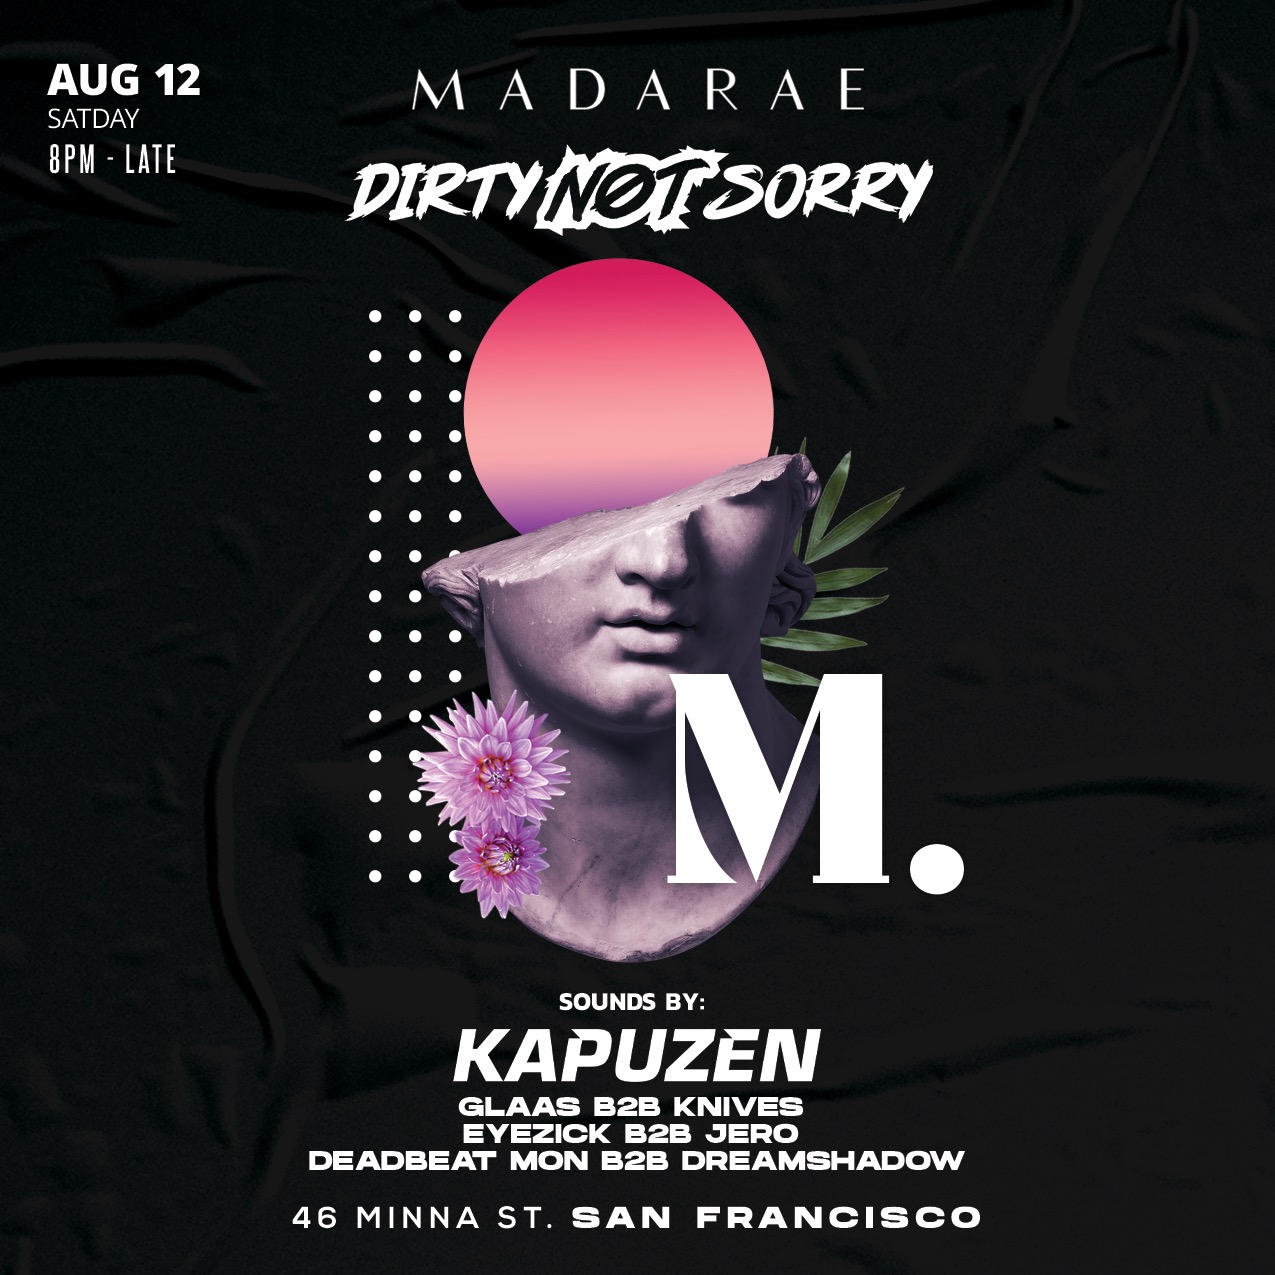 AUG 12
SATDAY
8PM - LATE
MADARAE
DIRTY NOT SORRY
M.
SOUNDS BY:
KAPUZEN
GLAAS B2B KNIVES
EYEZICK B2B JERO
DEADBEAT MON B2B DREAMSHADOW
46 MINNA ST. SAN FRANCISCO